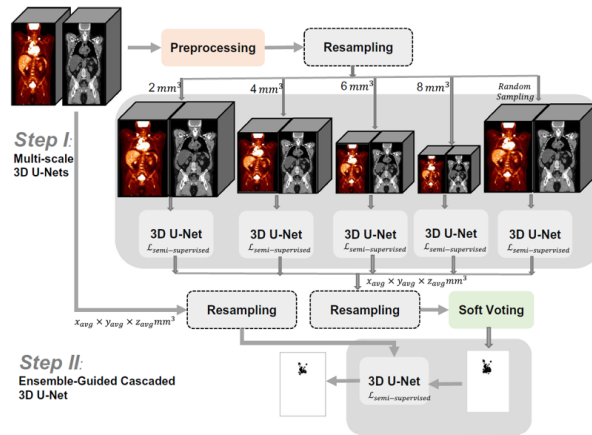 Preprocessing
Resampling
2 mm³
4 mm³
6 mm³
8 mm³
Random
Sampling
Step I:
Multi-scale
3D U-Nets
3D U-Net
ℒsemi−supervised
3D U-Net
ℒsemi−supervised
3D U-Net
ℒsemi−supervised
3D U-Net
ℒsemi−supervised
3D U-Net
ℒsemi−supervised
xavg × yavg × zavg mm³
Resampling
Resampling
Soft Voting
xavg × yavg × zavg mm³
Step II:
Ensemble-Guided Cascaded
3D U-Net
3D U-Net
ℒsemi−supervised